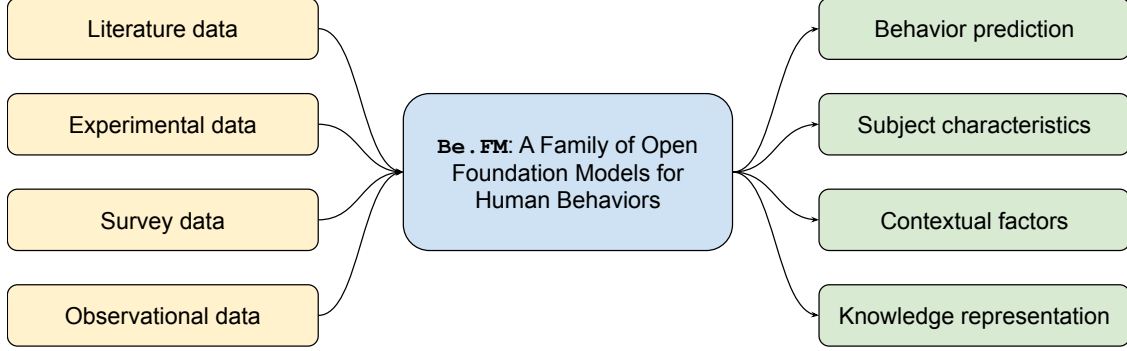 Literature data
Experimental data
Survey data
Observational data
Be.FM: A Family of Open
Foundation Models for
Human Behaviors
Behavior prediction
Subject characteristics
Contextual factors
Knowledge representation